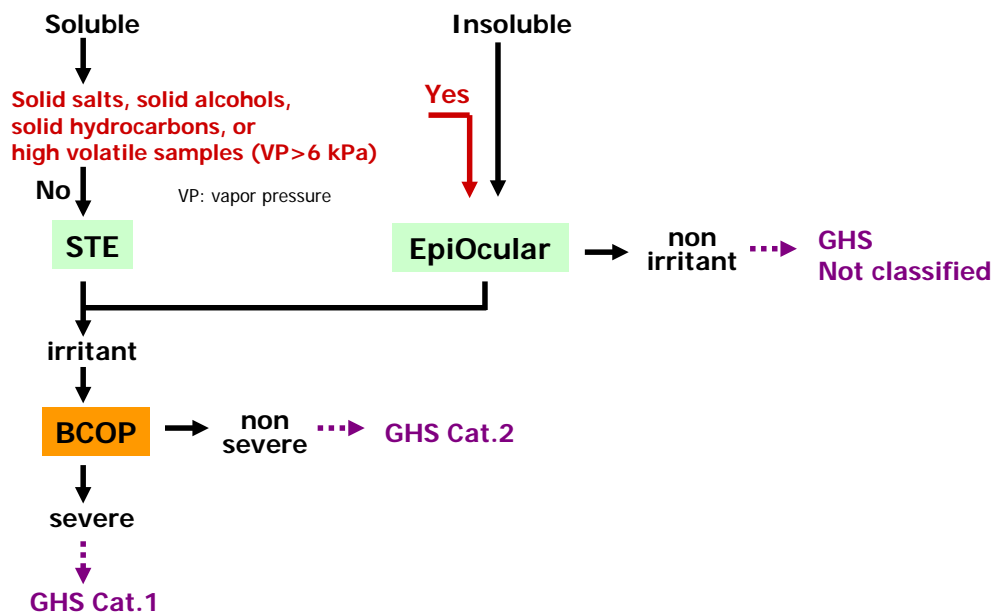 Soluble
Insoluble
Solid salts, solid alcohols,
solid hydrocarbons, or
high volatile samples (VP>6 kPa)
Yes
No
VP: vapor pressure
STE
EpiOcular
non
irritant
GHS
Not classified
irritant
BCOP
non
severe
GHS Cat.2
severe
GHS Cat.1